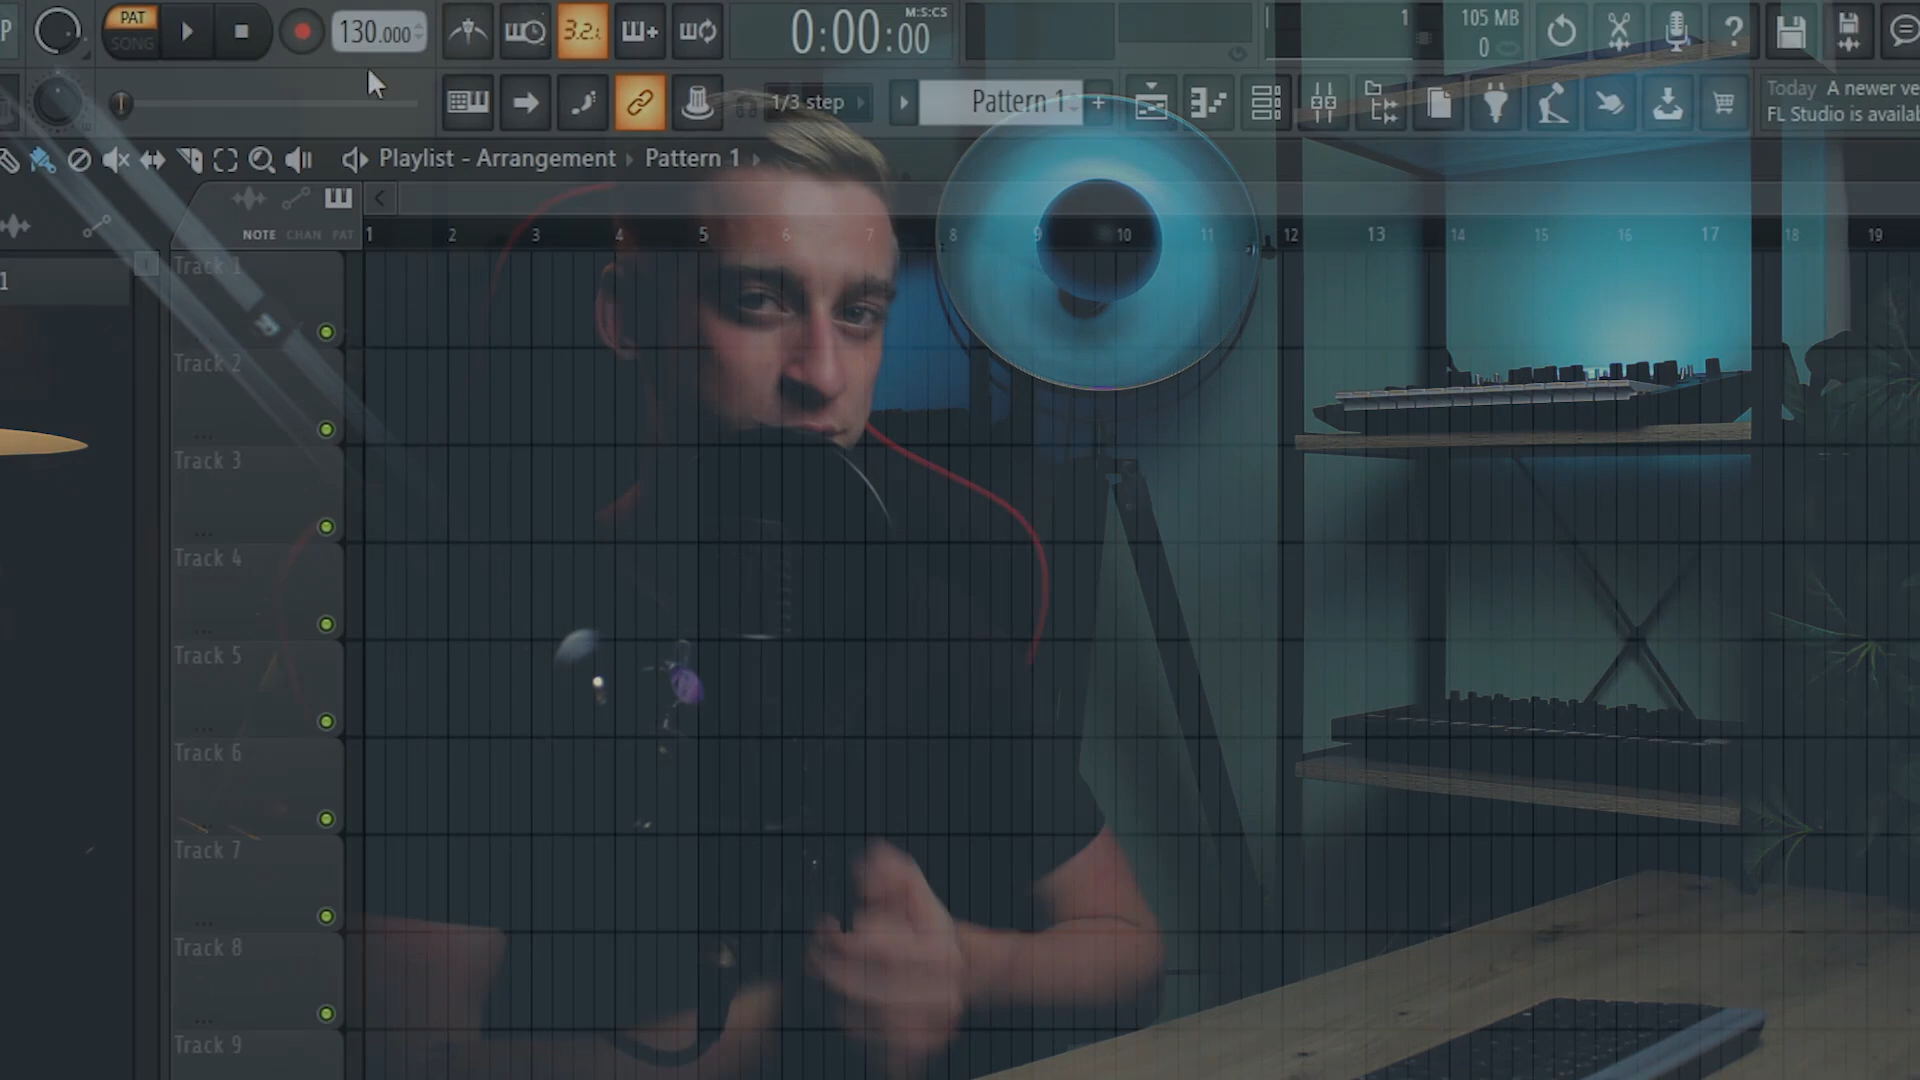 P
PAT
SONG
130.000
3.2.
0:00:00
M:S:CS
1
105 MB
0
?
1/3 step
Pattern 1
+
Today A newer ve
FL Studio is availab
Playlist - Arrangement
Pattern 1
NOTE CHAN PAT
1 2 3 4 5 6 7 8 9 10 11 12 13 14 15 16 17 18 19
1
Track 1
Track 2
Track 3
Track 4
Track 5
Track 6
Track 7
Track 8
Track 9